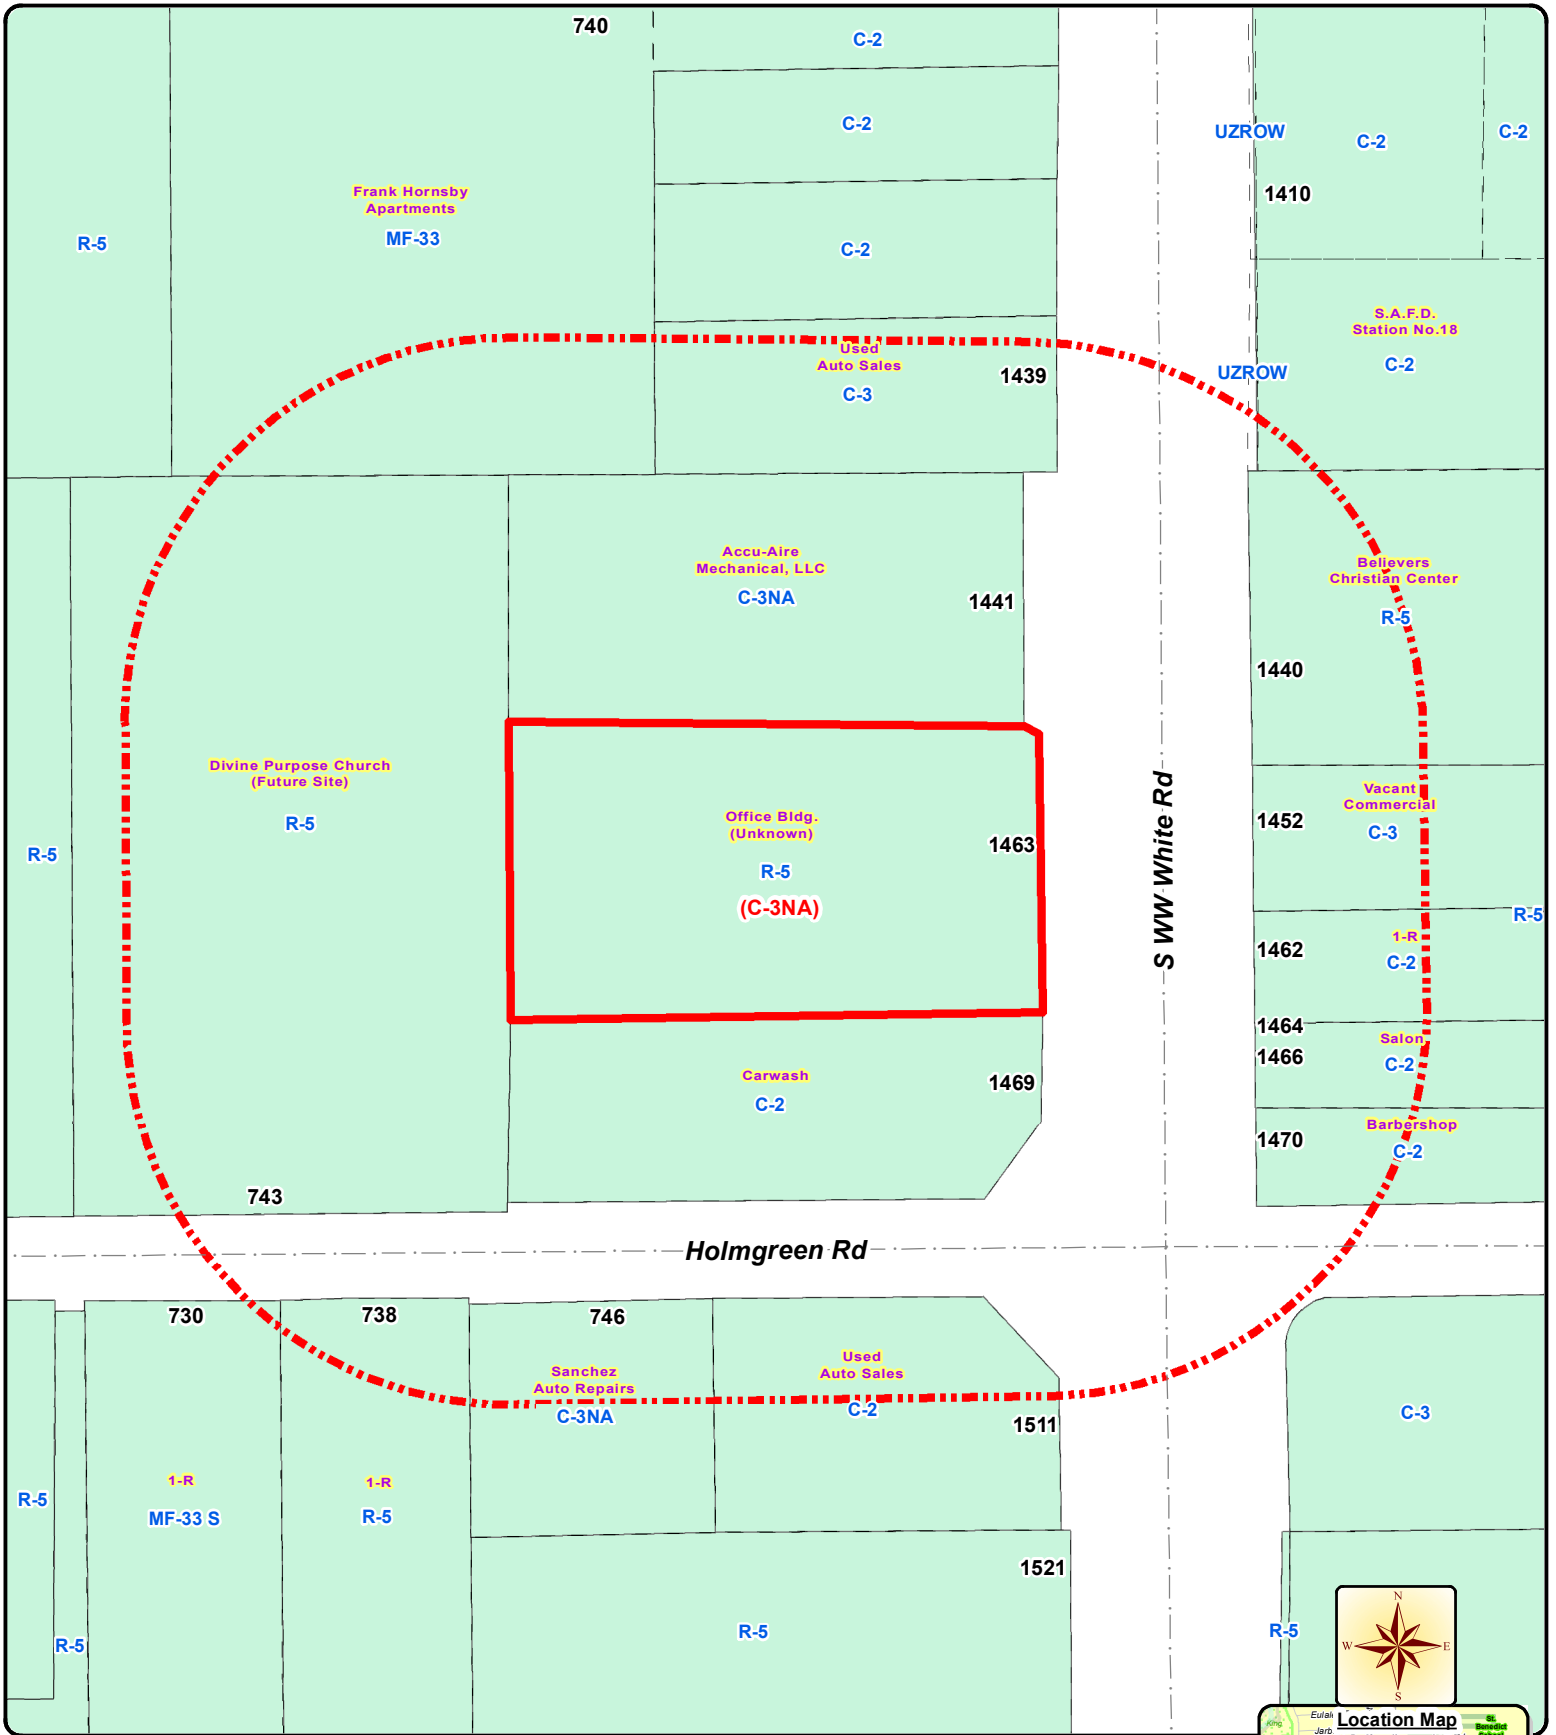 740
C-2
C-2
UZROW
C-2
C-2
1410
Frank Hornsby
Apartments
MF-33
R-5
C-2
S.A.F.D.
Station No.18
C-2
Used
Auto Sales
C-3
1439
UZROW
Accu-Aire
Mechanical, LLC
C-3NA
1441
Believers
Christian Center
R-5
1440
Divine Purpose Church
(Future Site)
R-5
R-5
Office Bldg.
(Unknown)
R-5
(C-3NA)
1463
S WW White Rd
Vacant
Commercial
C-3
1452
R-5
1-R
C-2
1462
1464
1466
Salon
C-2
Carwash
C-2
1469
1470
Barbershop
C-2
743
Holmgreen Rd
730
738
746
Sanchez
Auto Repairs
C-3NA
Used
Auto Sales
C-2
1511
C-3
R-5
1-R
MF-33 S
1-R
R-5
1521
R-5
R-5
R-5
N
W
E
S
Location Map
King
St.
Benedict